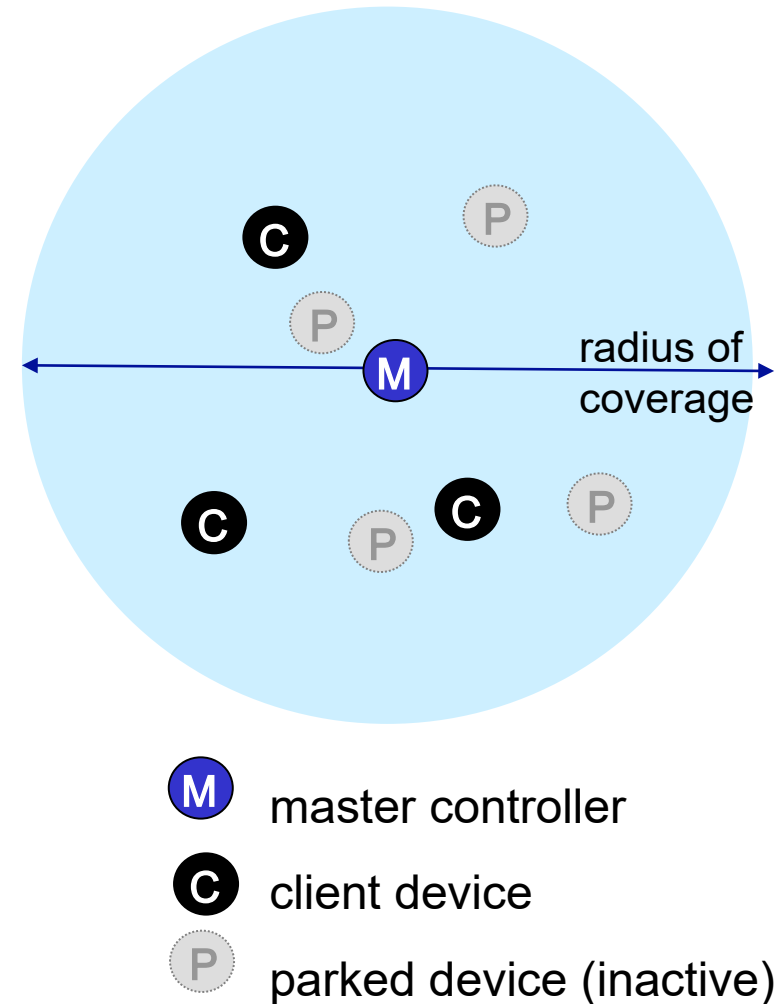 C
P
P
M
radius of
coverage
C
P
C
P
M master controller
C client device
P parked device (inactive)